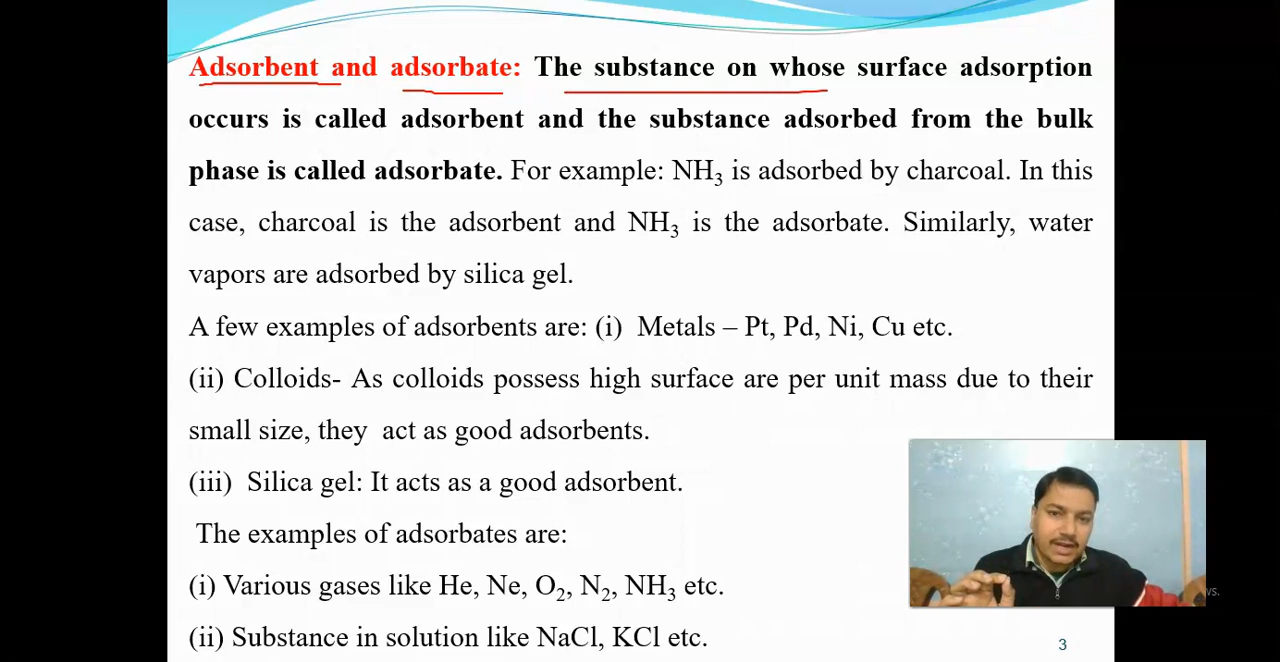 Adsorbent and adsorbate: The substance on whose surface adsorption
occurs is called adsorbent and the substance adsorbed from the bulk
phase is called adsorbate. For example: NH₃ is adsorbed by charcoal. In this
case, charcoal is the adsorbent and NH₃ is the adsorbate. Similarly, water
vapors are adsorbed by silica gel.
A few examples of adsorbents are: (i) Metals – Pt, Pd, Ni, Cu etc.
(ii) Colloids- As colloids possess high surface are per unit mass due to their
small size, they act as good adsorbents.
(iii) Silica gel: It acts as a good adsorbent.
The examples of adsorbates are:
(i) Various gases like He, Ne, O₂, N₂, NH₃ etc.
vs.
(ii) Substance in solution like NaCl, KCl etc.
3